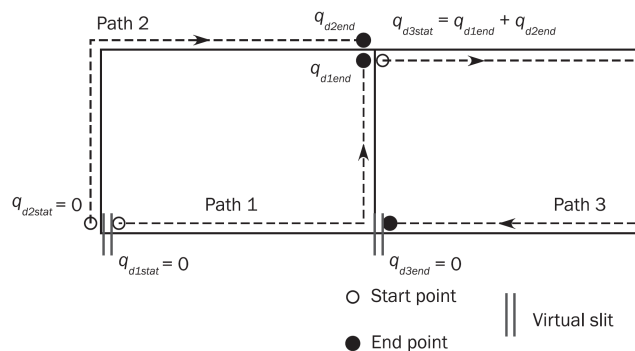 Path 2
q_d2end
q_d3stat = q_d1end + q_d2end
q_d1end
q_d2stat = 0
Path 1
Path 3
q_d1stat = 0
q_d3end = 0
Start point
Virtual slit
End point